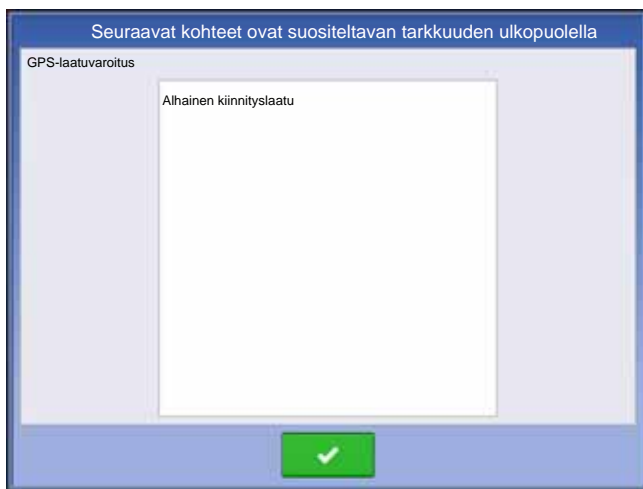 Seuraavat kohteet ovat suositeltavan tarkkuuden ulkopuolella
GPS-laatuvaroitus
Alhainen kiinnityslaatu